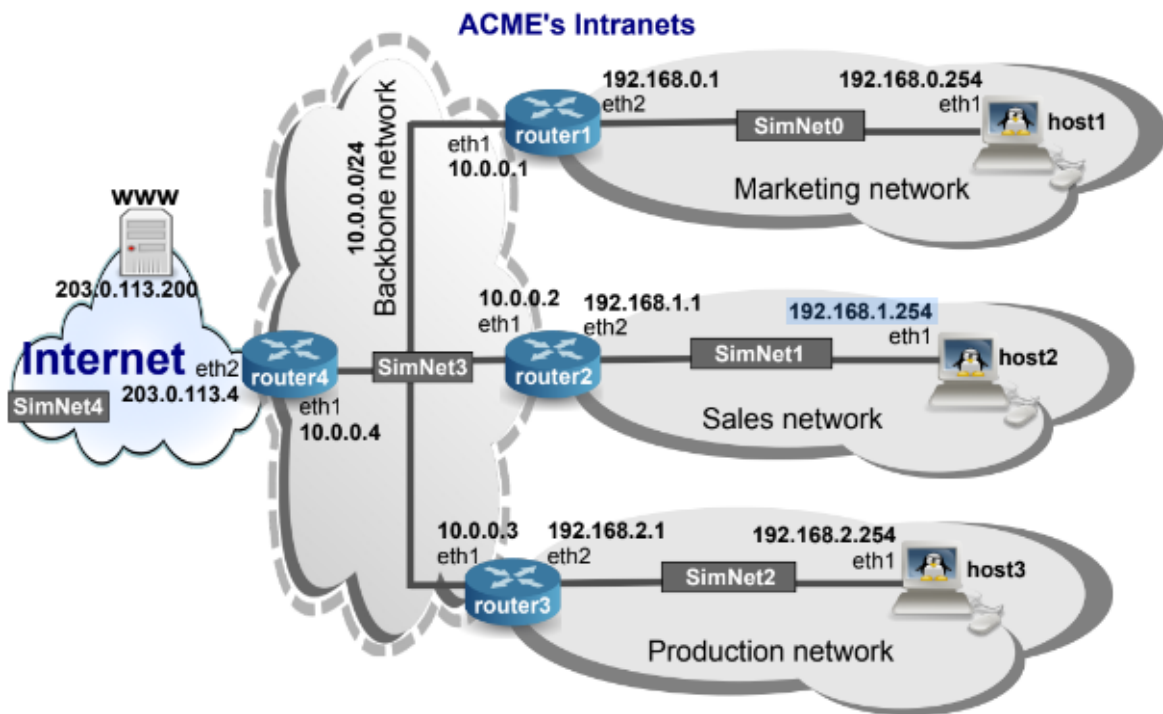 ACME's Intranets
192.168.0.1
eth2
192.168.0.254
eth1
router1
SimNet0
host1
eth1
10.0.0.1
Marketing network
10.0.0.0/24
Backbone network
www
203.0.113.200
Internet
eth2
203.0.113.4
SimNet4
router4
eth1
10.0.0.4
SimNet3
10.0.0.2
eth1
192.168.1.1
eth2
192.168.1.254
eth1
router2
SimNet1
host2
Sales network
10.0.0.3
eth1
192.168.2.1
eth2
192.168.2.254
eth1
router3
SimNet2
host3
Production network